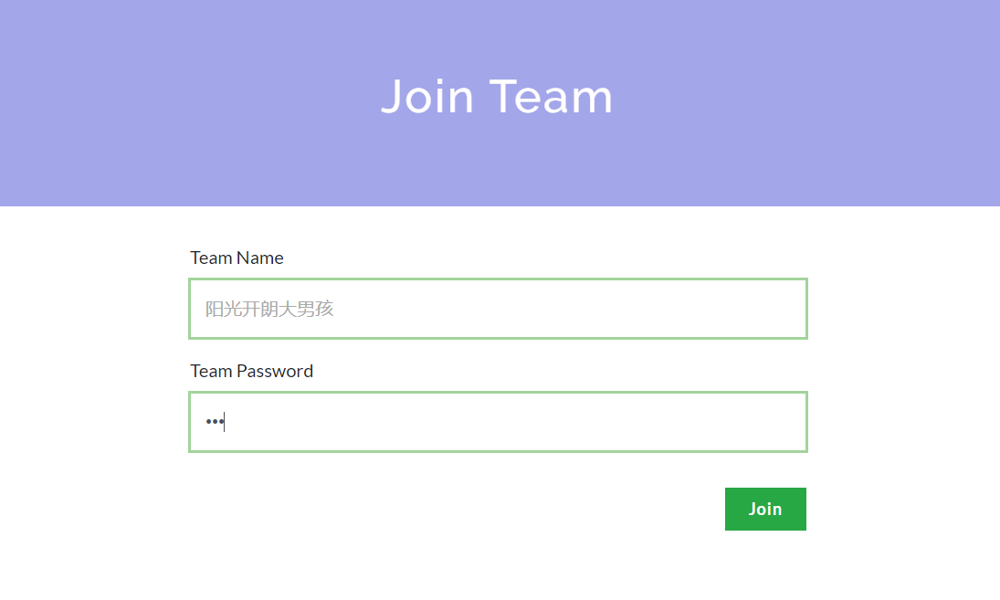 Join Team
Team Name
阳光开朗大男孩
Team Password
•••
Join